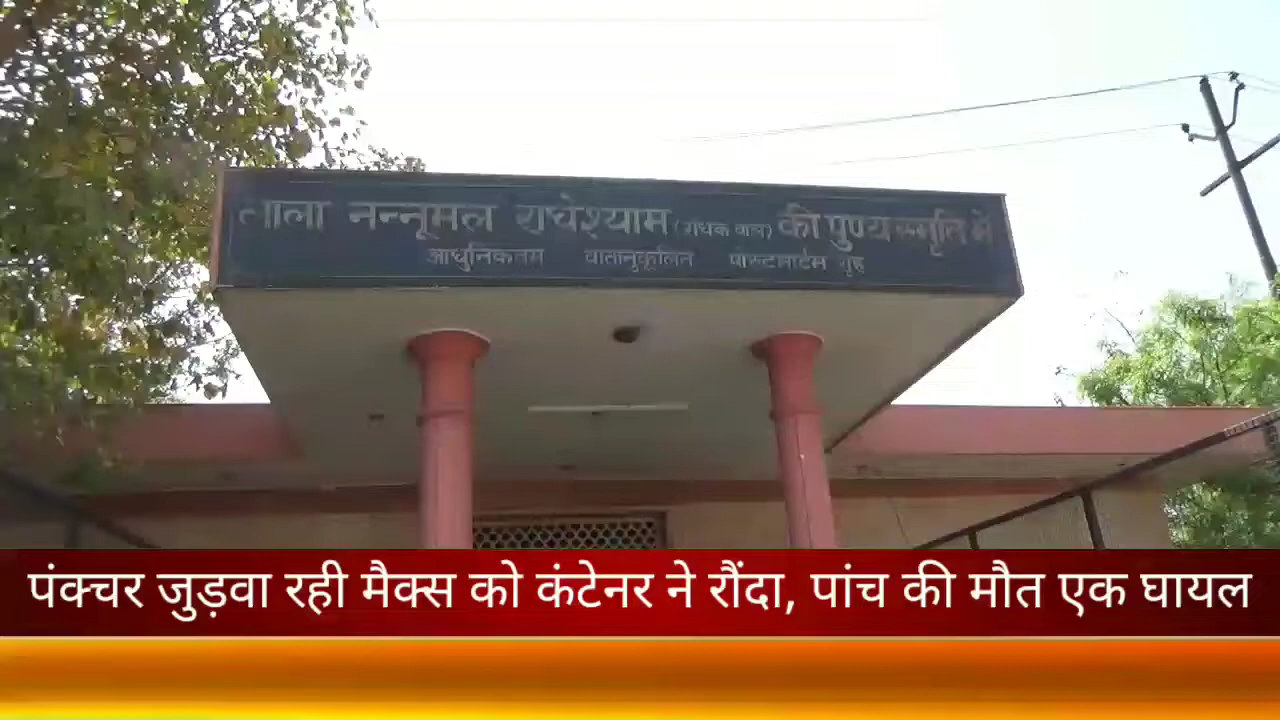 लाला नन्नूमल राधेश्याम की पुण्य स्मृति में
आधुनिकतम वातानुकूलित पोस्टमार्टम गृह
पंक्चर जुड़वा रही मैक्स को कंटेनर ने रौंदा, पांच की मौत एक घायल